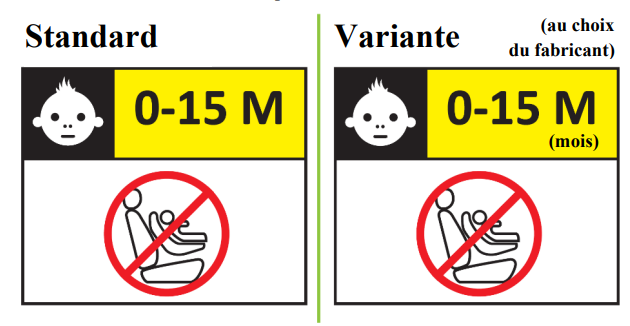 Standard
0-15 M
Variante
(au choix
du fabricant)
0-15 M
(mois)